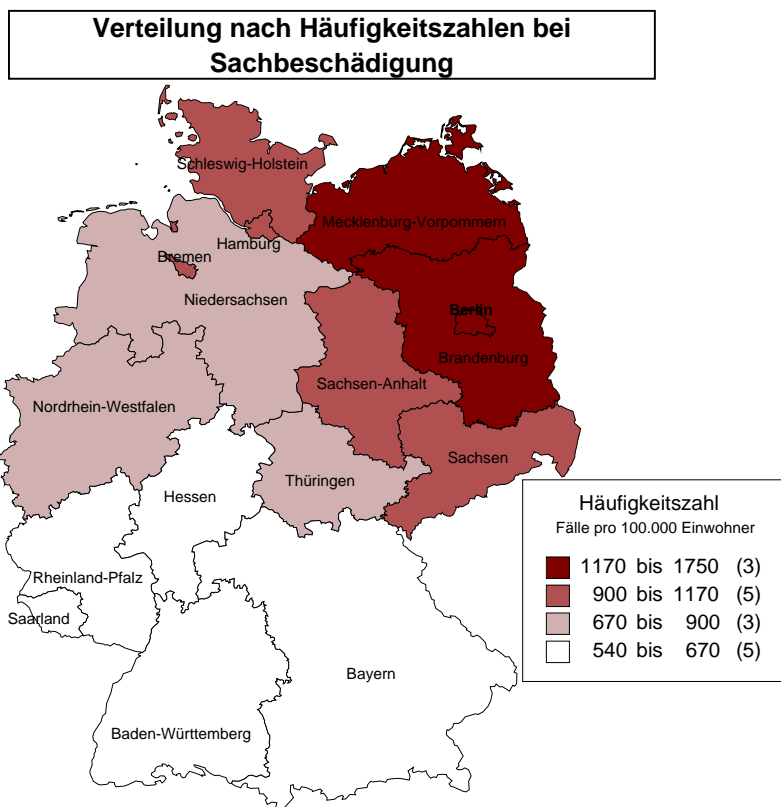 Verteilung nach Häufigkeitszahlen bei
Sachbeschädigung
Schleswig-Holstein
Mecklenburg-Vorpommern
Hamburg
Bremen
Niedersachsen
Berlin
Brandenburg
Sachsen-Anhalt
Nordrhein-Westfalen
Sachsen
Thüringen
Hessen
Rheinland-Pfalz
Saarland
Bayern
Baden-Württemberg
Häufigkeitszahl
Fälle pro 100.000 Einwohner
1170 bis 1750 (3)
900 bis 1170 (5)
670 bis 900 (3)
540 bis 670 (5)